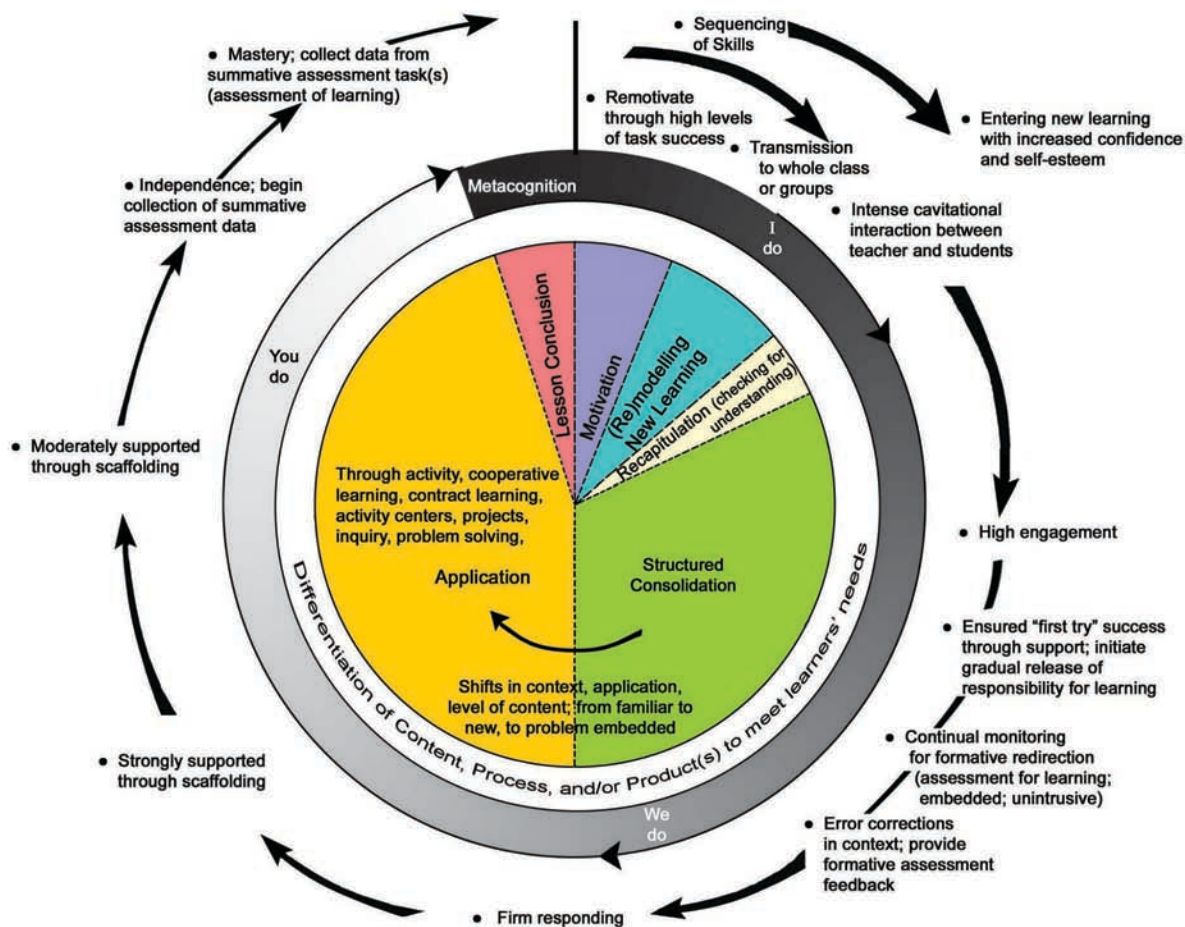 ● Sequencing
of Skills
● Entering new learning
with increased confidence
and self-esteem
● Remotivate
through high levels
of task success
● Transmission
to whole class
or groups
● Intense cavitational
interaction between
teacher and students
● High engagement
● Ensured “first try” success
through support; initiate
gradual release of
responsibility for learning
● Continual monitoring
for formative redirection
(assessment for learning;
embedded; unintrusive)
● Error corrections
in context; provide
formative assessment
feedback
● Firm responding
● Strongly supported
through scaffolding
● Moderately supported
through scaffolding
● Independence; begin
collection of summative
assessment data
● Mastery; collect data from
summative assessment task(s)
(assessment of learning)
Metacognition
I
do
We
do
You
do
Lesson Conclusion
Motivation
(Re)modelling
New Learning
Recapitulation (checking for
understanding)
Structured
Consolidation
Through activity, cooperative
learning, contract learning,
activity centers, projects,
inquiry, problem solving,
Application
Shifts in context, application,
level of content; from familiar to
new, to problem embedded
Differentiation of Content, Process, and/or Product(s) to meet learners’ needs